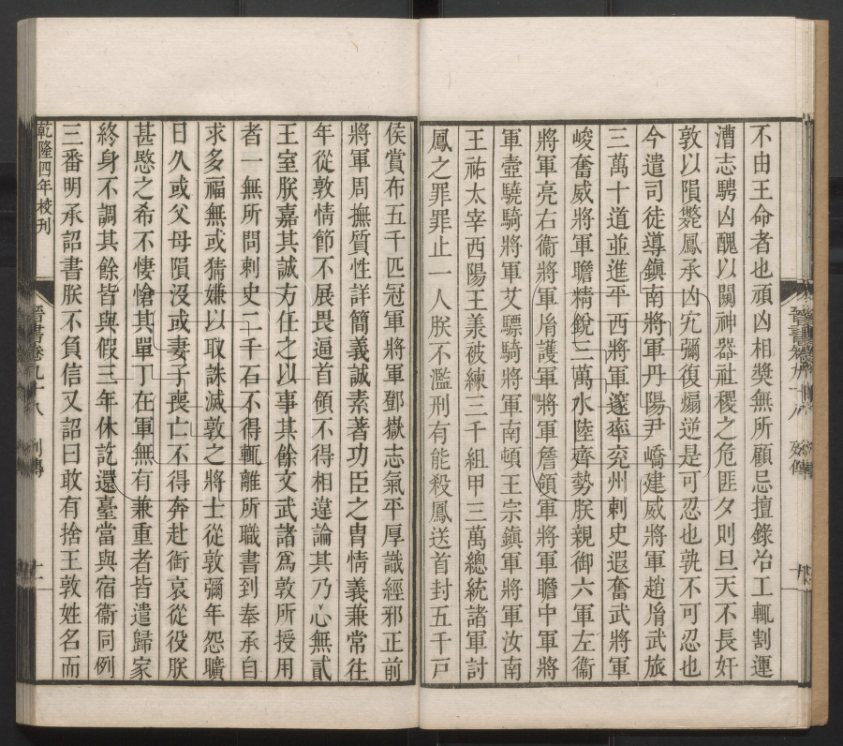 不由王命者也頑凶相獎無所顧忌擅錄冶工輒割運
漕志騁凶醜以闚神器社稷之危匪夕則旦天不長奸
敦以隕斃鳳承凶宄彌復煽逆是可忍也孰不可忍也
今遣司徒導鎮南將軍丹陽尹嶠建威將軍趙胤武旅
三萬十道並進平西將軍邃率兖州刺史遐奮武將軍
峻奮威將軍瞻精銳三萬水陸齊勢朕親御六軍左衞
將軍亮右衞將軍胤護軍將軍詹領軍將軍瞻中軍將
軍壼驍騎將軍艾驃騎將軍南頓王宗鎮軍將軍汝南
王祐太宰西陽王羕被練三千組甲三萬總統諸軍討
鳳之罪罪止一人朕不濫刑有能殺鳳送首封五千戸
侯賞布五千匹冠軍將軍鄧嶽志氣平厚識經邪正前
將軍周撫質性詳簡義誠素著功臣之胄情義兼常往
年從敦情節不展畏逼首領不得相違論其乃心無貳
王室朕嘉其誠方任之以事其餘文武諸爲敦所授用
者一無所問刺史二千石不得輒離所職書到奉承自
求多福無或猜嫌以取誅滅敦之將士從敦彌年怨曠
日久或父母隕沒或妻子喪亡不得奔赴銜哀從役朕
甚愍之希不悽愴其單丁在軍無有兼重者皆遣歸家
終身不調其餘皆與假三年休訖還臺當與宿衞同例
三番明承詔書朕不負信又詔曰敢有捨王敦姓名而
乾隆四年校刊
晉書卷九十八
列傳
十一